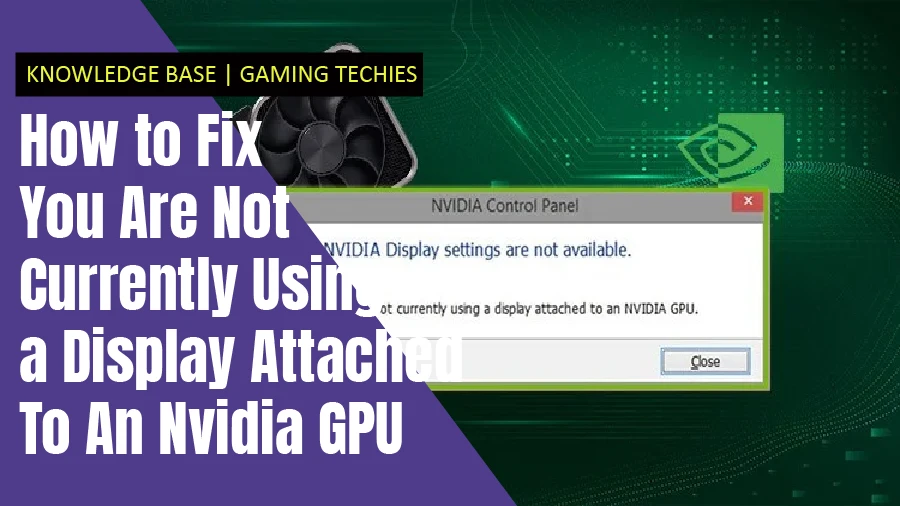 KNOWLEDGE BASE | GAMING TECHIES
How to Fix
You Are Not
Currently Using
a Display Attached
To An Nvidia GPU
NVIDIA Control Panel
NVIDIA Display settings are not available.
currently using a display attached to an NVIDIA GPU.
Close